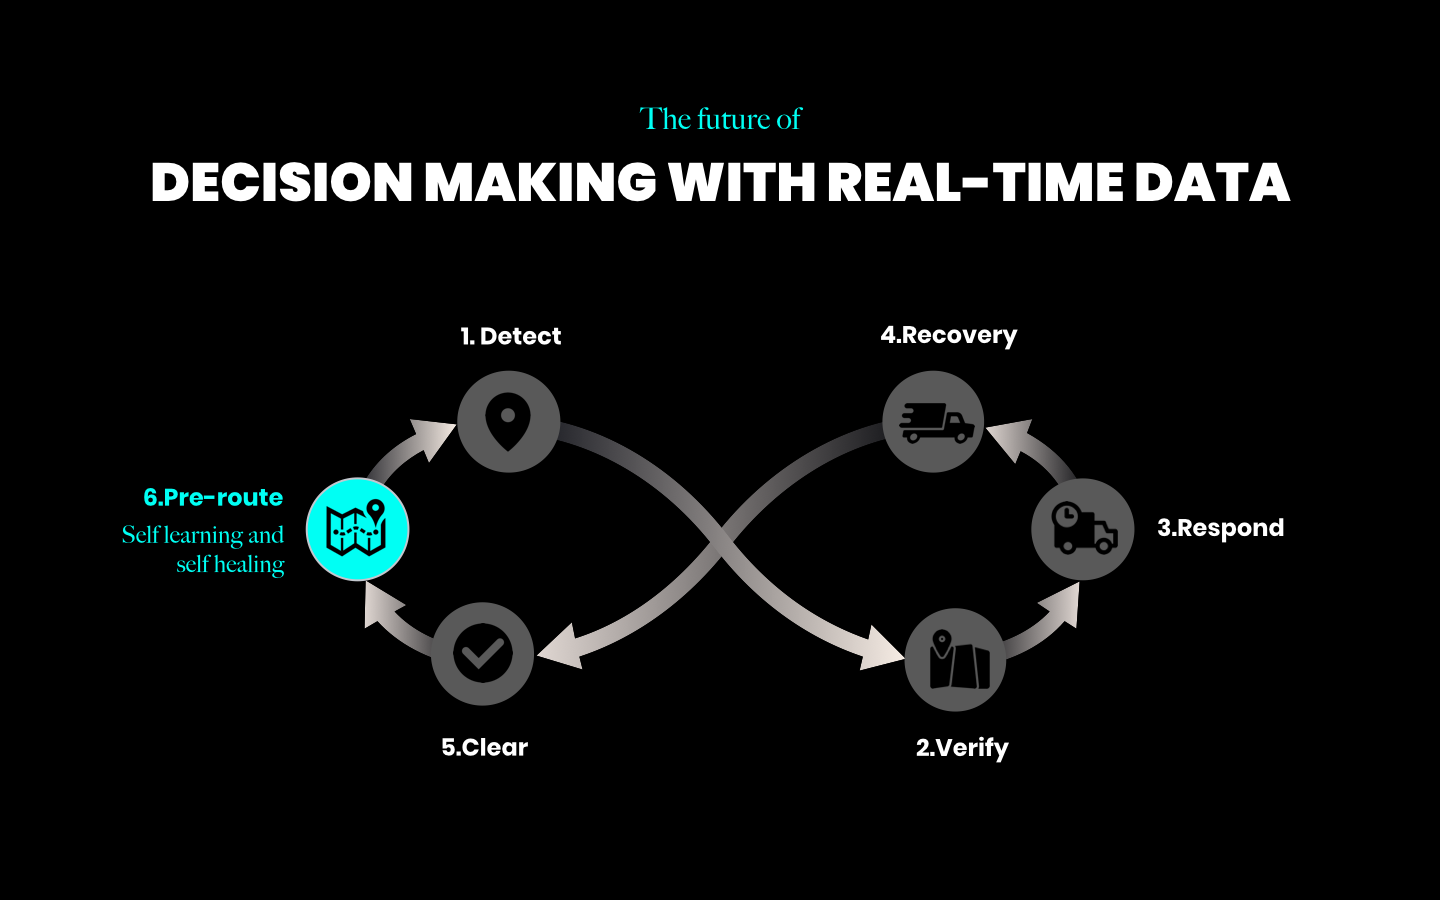 The future of
DECISION MAKING WITH REAL-TIME DATA
1. Detect
4.Recovery
6.Pre-route
Self learning and
self healing
3.Respond
5.Clear
2.Verify